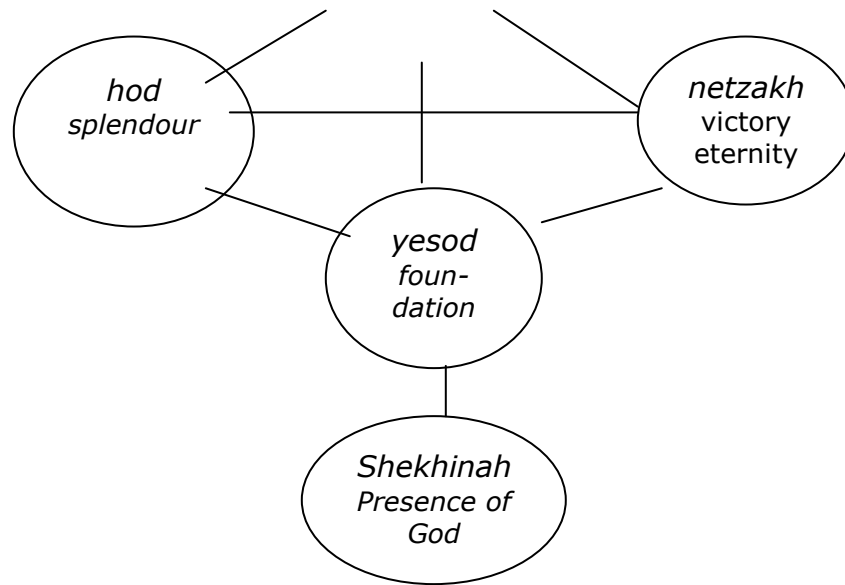 hod
splendour
netzakh
victory
eternity
yesod
foun-
dation
Shekhinah
Presence of
God